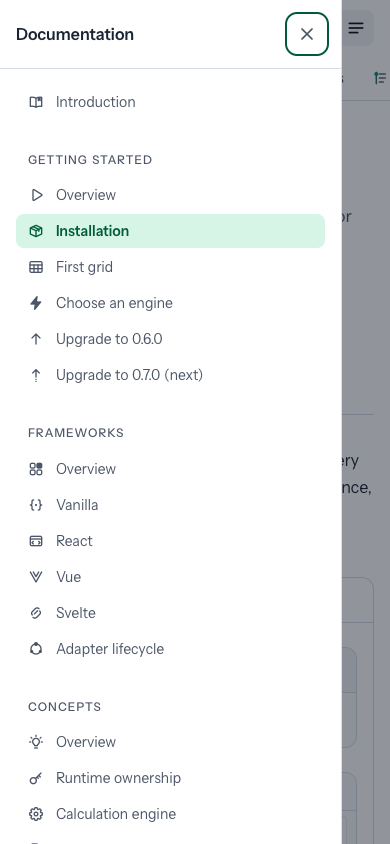 Documentation
Introduction
GETTING STARTED
Overview
Installation
First grid
Choose an engine
Upgrade to 0.6.0
Upgrade to 0.7.0 (next)
FRAMEWORKS
Overview
Vanilla
React
Vue
Svelte
Adapter lifecycle
CONCEPTS
Overview
Runtime ownership
Calculation engine